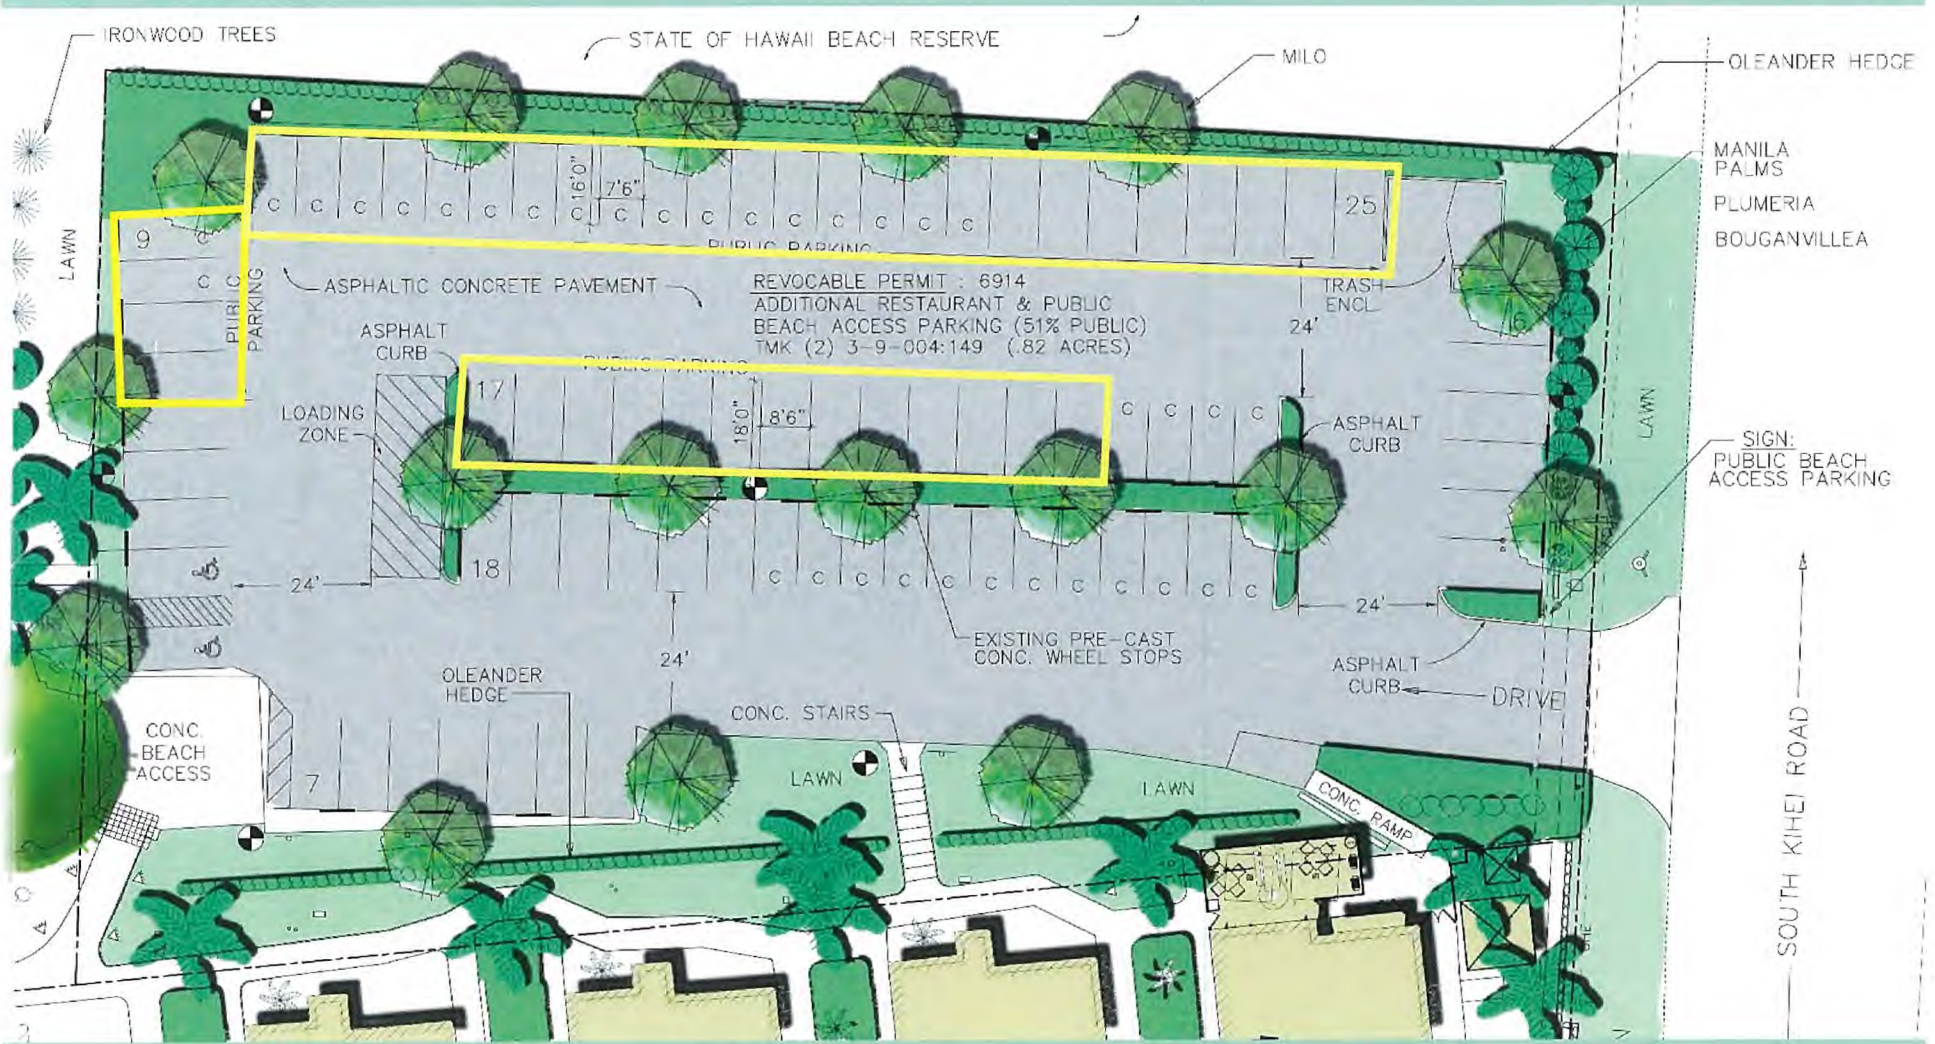 IRONWOOD TREES
STATE OF HAWAII BEACH RESERVE
MILO
OLEANDER HEDGE
MANILA
PALMS
PLUMERIA
BOUGANVILLEA
LAWN
9
C
C
PUBLIC
PARKING
C C C C C C C C C C C C C C C C C
16'0"
7'6"
25
PUBLIC PARKING
ASPHALTIC CONCRETE PAVEMENT
REVOCABLE PERMIT : 6914
ADDITIONAL RESTAURANT & PUBLIC
BEACH ACCESS PARKING (51% PUBLIC)
TMK (2) 3-9-004:149 (.82 ACRES)
TRASH
ENCL.
24'
6
ASPHALT
CURB
PUBLIC PARKING
17
18'0"
8'6"
C C C C
ASPHALT
CURB
LOADING
ZONE
LAWN
SIGN:
PUBLIC BEACH
ACCESS PARKING
18
C C C C C C C C C C C C
24'
24'
24'
EXISTING PRE-CAST
CONC. WHEEL STOPS
ASPHALT
CURB
DRIVE
OLEANDER
HEDGE
CONC. STAIRS
CONC.
BEACH
ACCESS
7
LAWN
LAWN
CONC. RAMP
SOUTH KIHEI ROAD